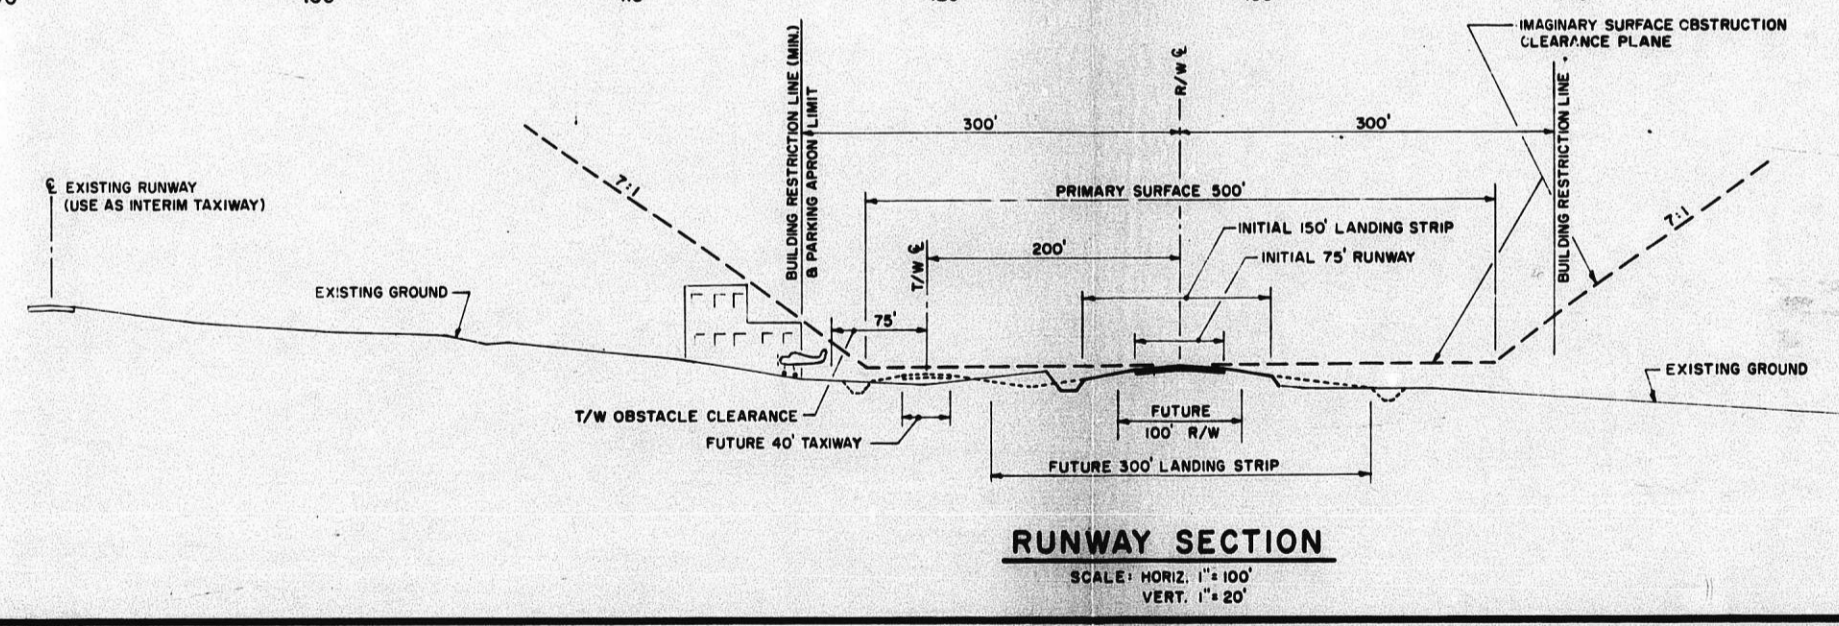 IMAGINARY SURFACE CBSTRUCTION
CLEARANCE PLANE
BUILDING RESTRICTION LINE (MIN.)
& PARKING APRON LIMIT
R/W ℄
BUILDING RESTRICTION LINE
300'
300'
7:1
℄ EXISTING RUNWAY
(USE AS INTERIM TAXIWAY)
PRIMARY SURFACE 500'
7:1
INITIAL 150' LANDING STRIP
T/W ℄
200'
INITIAL 75' RUNWAY
EXISTING GROUND
75'
EXISTING GROUND
T/W OBSTACLE CLEARANCE
FUTURE
100' R/W
FUTURE 40' TAXIWAY
FUTURE 300' LANDING STRIP
RUNWAY SECTION
SCALE: HORIZ. 1"=100'
VERT. 1"=20'